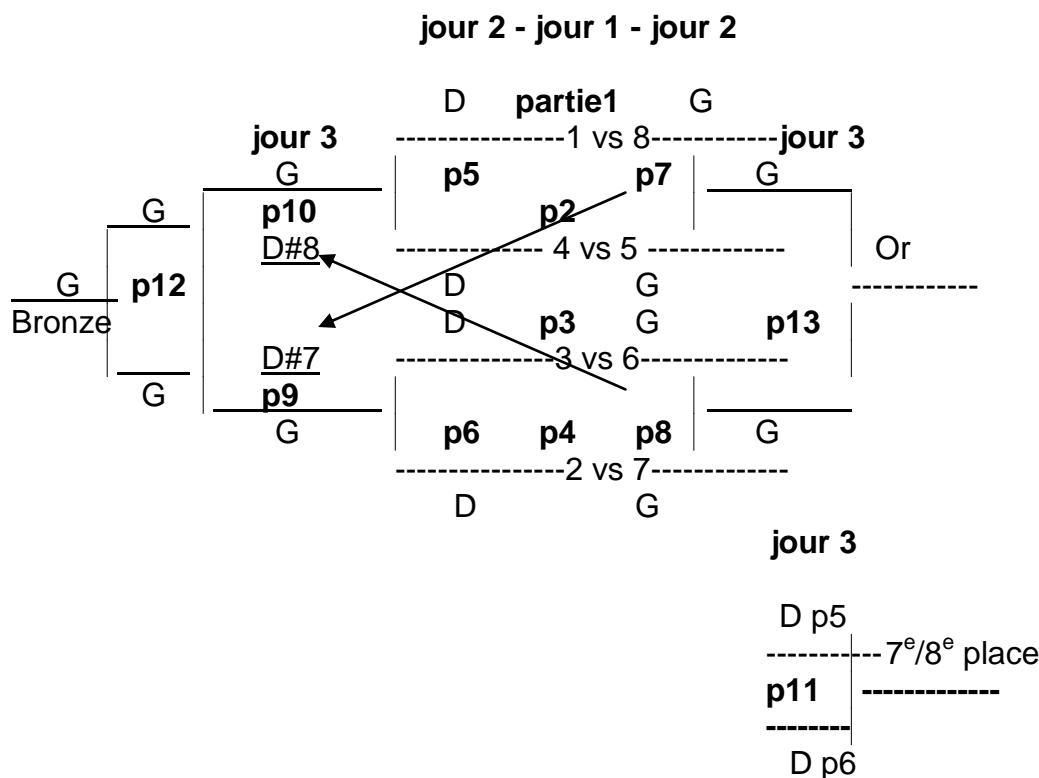 jour 2 - jour 1 - jour 2
D partie1 G
jour 3 1 vs 8 jour 3
G p5 p7 G
G p10 p2
D#8 4 vs 5 Or
G p12 D G
Bronze D p3 G p13
D#7 3 vs 6
G p9
G p6 p4 p8 G
2 vs 7
D G
jour 3
D p5
7e/8e place
p11
D p6